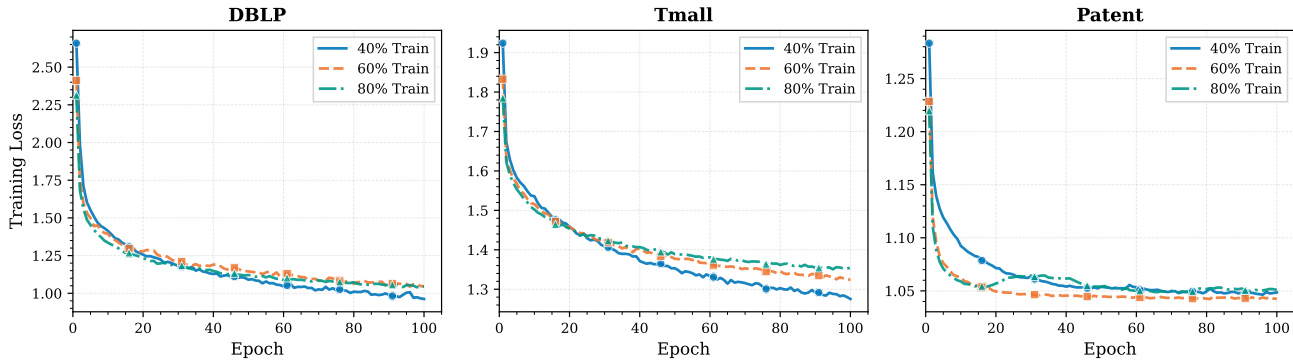 DBLP
Training Loss
2.50
2.25
2.00
1.75
1.50
1.25
1.00
0 20 40 60 80 100
Epoch
40% Train
60% Train
80% Train
Tmall
1.9
1.8
1.7
1.6
1.5
1.4
1.3
0 20 40 60 80 100
Epoch
40% Train
60% Train
80% Train
Patent
1.25
1.20
1.15
1.10
1.05
0 20 40 60 80 100
Epoch
40% Train
60% Train
80% Train